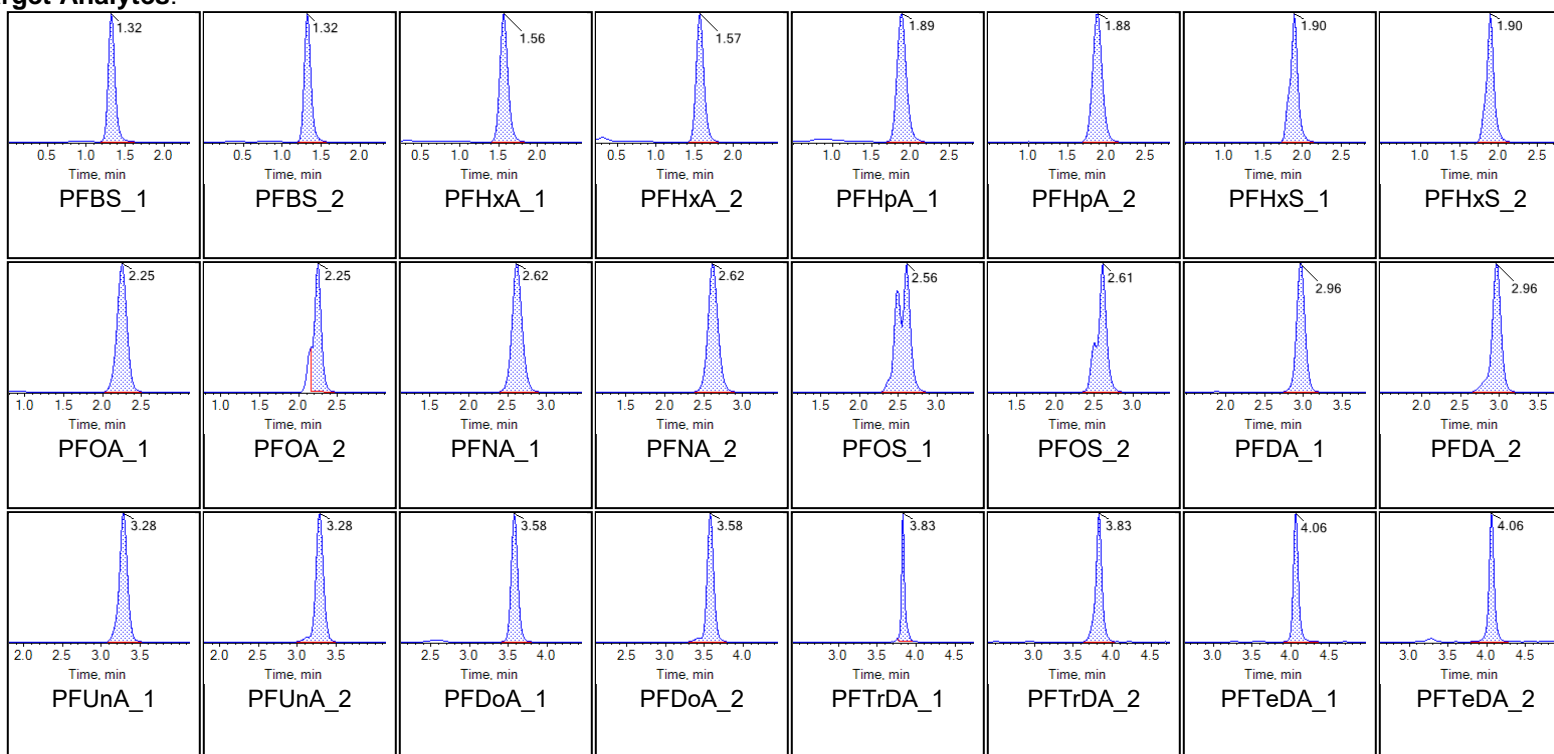 arget Analytes:
1.32
0.5 1.0 1.5 2.0
Time, min
PFBS_1
1.32
0.5 1.0 1.5 2.0
Time, min
PFBS_2
1.56
0.5 1.0 1.5 2.0
Time, min
PFHxA_1
1.57
0.5 1.0 1.5 2.0
Time, min
PFHxA_2
1.89
1.0 1.5 2.0 2.5
Time, min
PFHpA_1
1.88
1.0 1.5 2.0 2.5
Time, min
PFHpA_2
1.90
1.0 1.5 2.0 2.5
Time, min
PFHxS_1
1.90
1.0 1.5 2.0 2.5
Time, min
PFHxS_2
2.25
1.0 1.5 2.0 2.5
Time, min
PFOA_1
2.25
1.0 1.5 2.0 2.5
Time, min
PFOA_2
2.62
1.5 2.0 2.5 3.0
Time, min
PFNA_1
2.62
1.5 2.0 2.5 3.0
Time, min
PFNA_2
2.56
1.5 2.0 2.5 3.0
Time, min
PFOS_1
2.61
1.5 2.0 2.5 3.0
Time, min
PFOS_2
2.96
2.0 2.5 3.0 3.5
Time, min
PFDA_1
2.96
2.0 2.5 3.0 3.5
Time, min
PFDA_2
3.28
2.0 2.5 3.0 3.5
Time, min
PFUnA_1
3.28
2.0 2.5 3.0 3.5
Time, min
PFUnA_2
3.58
2.5 3.0 3.5 4.0
Time, min
PFDoA_1
3.58
2.5 3.0 3.5 4.0
Time, min
PFDoA_2
3.83
3.0 3.5 4.0 4.5
Time, min
PFTrDA_1
3.83
3.0 3.5 4.0 4.5
Time, min
PFTrDA_2
4.06
3.0 3.5 4.0 4.5
Time, min
PFTeDA_1
4.06
3.0 3.5 4.0 4.5
Time, min
PFTeDA_2